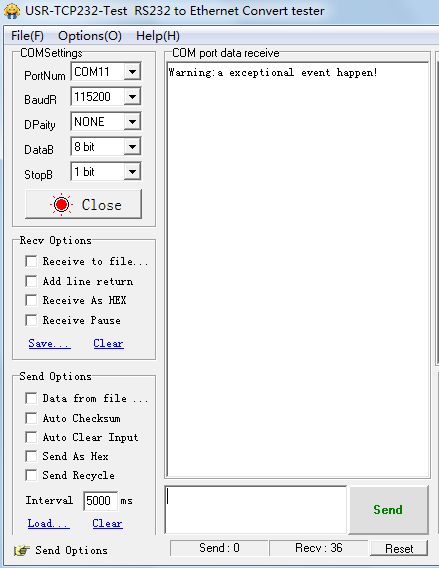 USR-TCP232-Test RS232 to Ethernet Convert tester
File(F) Options(O) Help(H)
COMSettings
PortNum COM11
BaudR 115200
DPaity NONE
DataB 8 bit
StopB 1 bit
Close
Recv Options
Receive to file...
Add line return
Receive As HEX
Receive Pause
Save... Clear
Send Options
Data from file ...
Auto Checksum
Auto Clear Input
Send As Hex
Send Recycle
Interval 5000 ms
Load... Clear
COM port data receive
Warning:a exceptional event happen!
Send
Send Options
Send : 0 Recv : 36 Reset